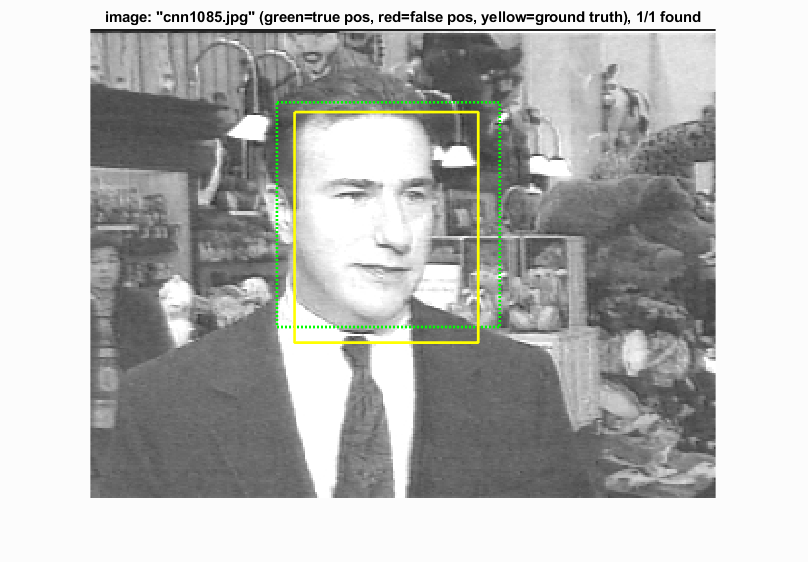 image: "cnn1085.jpg" (green=true pos, red=false pos, yellow=ground truth), 1/1 found